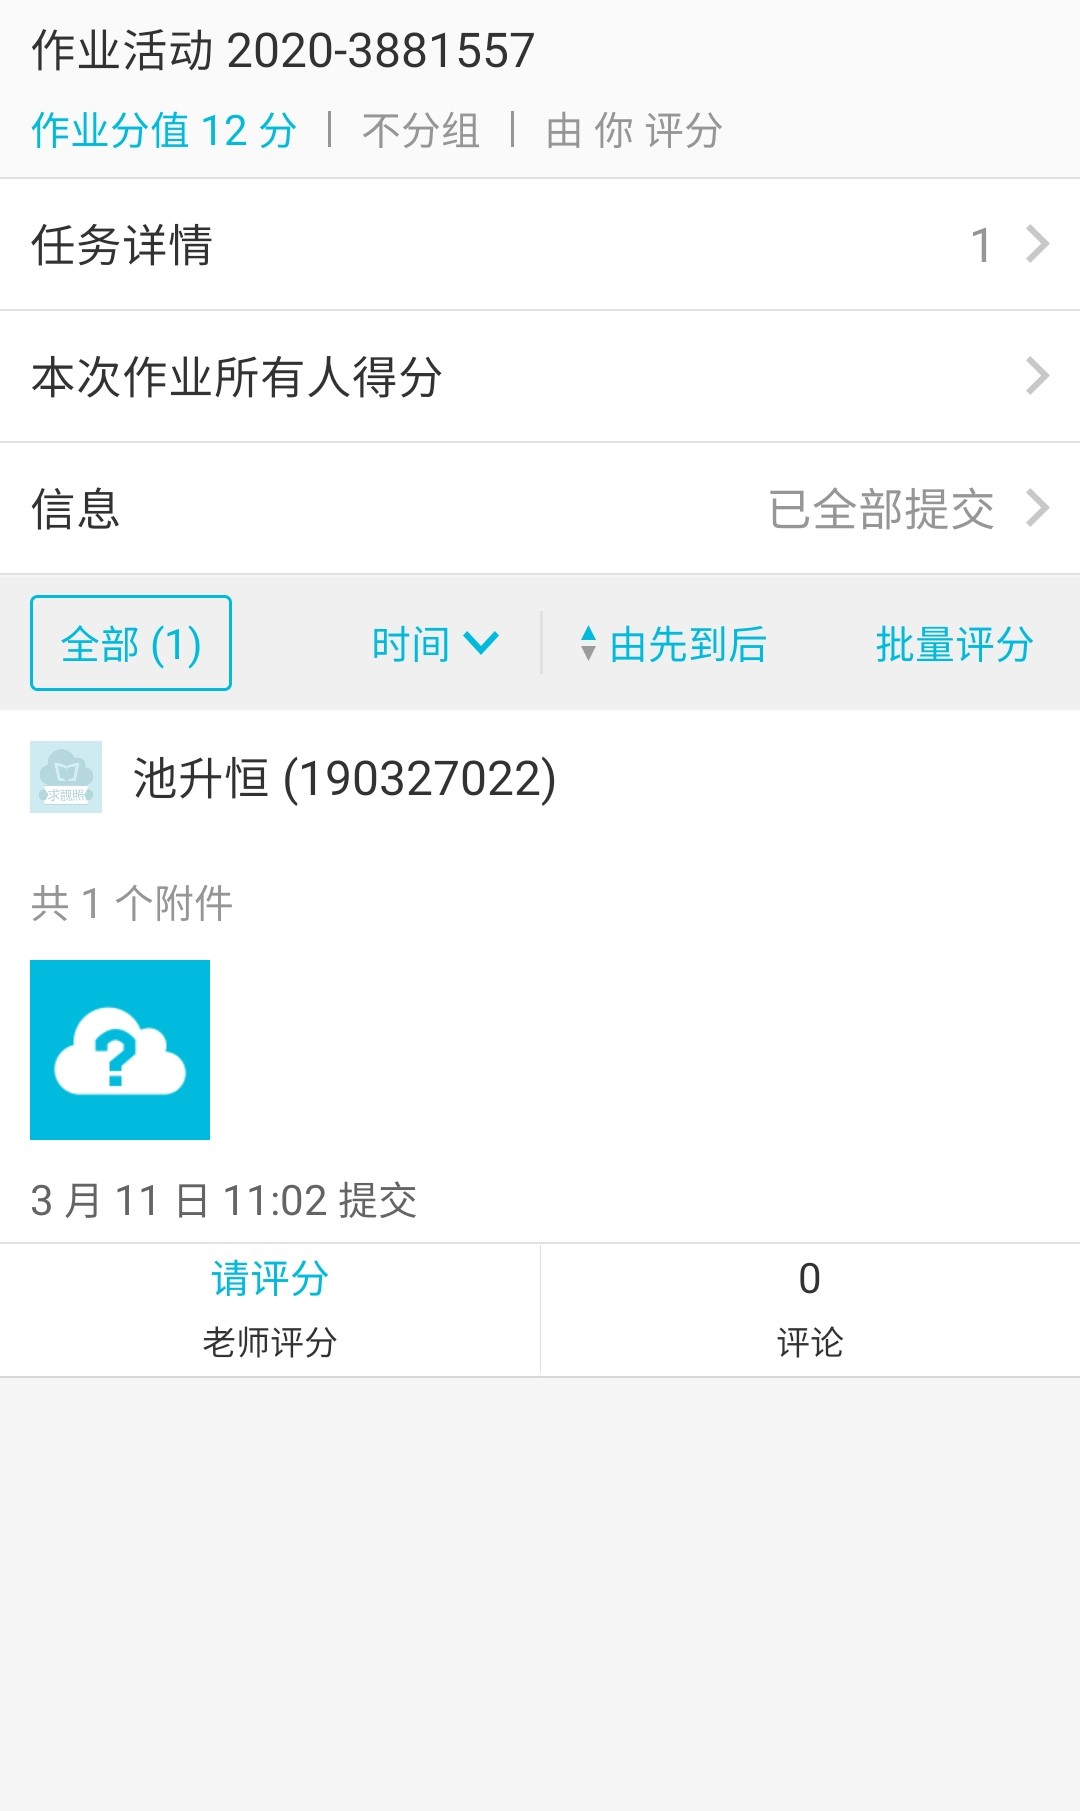 作业活动 2020-3881557
作业分值 12 分 | 不分组 | 由 你 评分
任务详情 1
本次作业所有人得分
信息 已全部提交
全部 (1) 时间 由先到后 批量评分
求靓照
池升恒 (190327022)
共 1 个附件
?
3 月 11 日 11:02 提交
请评分 0
老师评分 评论